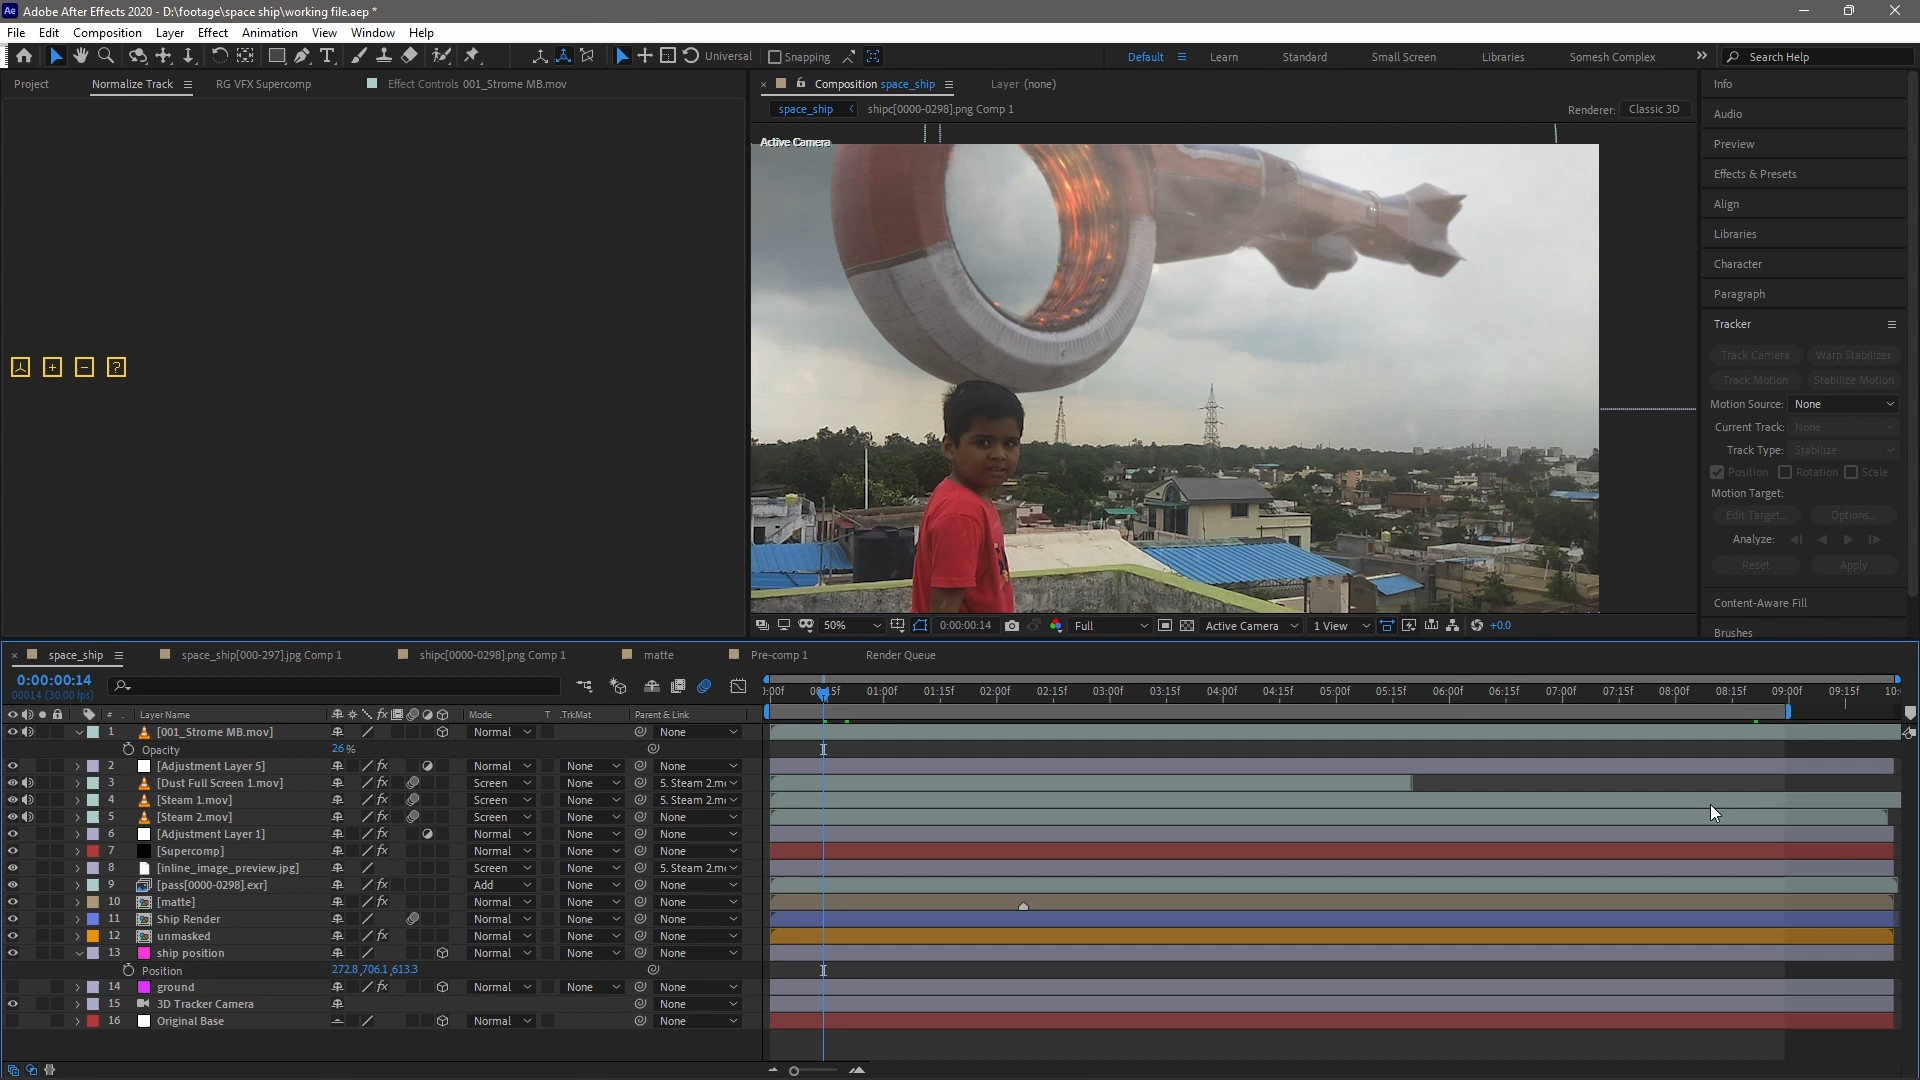 Adobe After Effects 2020 - D:\footage\space ship\working file.aep *
File Edit Composition Layer Effect Animation View Window Help
Universal Snapping Default Learn Standard Small Screen Libraries Somesh Complex Search Help
Project Normalize Track RG VFX Supercomp Effect Controls 001_Strome MB.mov
Composition space_ship Layer (none)
space_ship shipc[0000-0298].png Comp 1 Renderer: Classic 3D
Active Camera
Info
Audio
Preview
Effects & Presets
Align
Libraries
Character
Paragraph
Tracker
Track Camera Warp Stabilizer
Track Motion Stabilize Motion
Motion Source: None
Current Track: None
Track Type: Stabilize
Position Rotation Scale
Motion Target:
Edit Target... Options...
Analyze:
Reset Apply
Content-Aware Fill
Brushes
50% 0:00:00:14 Full Active Camera 1 View +0.0
space_ship space_ship[000-297].jpg Comp 1 shipc[0000-0298].png Comp 1 matte Pre-comp 1 Render Queue
0:00:00:14
00014 (30.00 fps)
0:00f 00:15f 01:00f 01:15f 02:00f 02:15f 03:00f 03:15f 04:00f 04:15f 05:00f 05:15f 06:00f 06:15f 07:00f 07:15f 08:00f 08:15f 09:00f 09:15f 10:
# Layer Name Mode T .TrkMat Parent & Link
1 [001_Strome MB.mov] Normal None
Opacity 26 %
2 [Adjustment Layer 5] Normal None None
3 [Dust Full Screen 1.mov] Screen None 5. Steam 2.m
4 [Steam 1.mov] Screen None 5. Steam 2.m
5 [Steam 2.mov] Screen None None
6 [Adjustment Layer 1] Normal None None
7 [Supercomp] Normal None None
8 [inline_image_preview.jpg] Screen None 5. Steam 2.m
9 [pass[0000-0298].exr] Add None None
10 [matte] Normal None None
11 Ship Render Normal None None
12 unmasked Normal None None
13 ship position Normal None None
Position 272.8,706.1,613.3
14 ground Normal None None
15 3D Tracker Camera None
16 Original Base Normal None